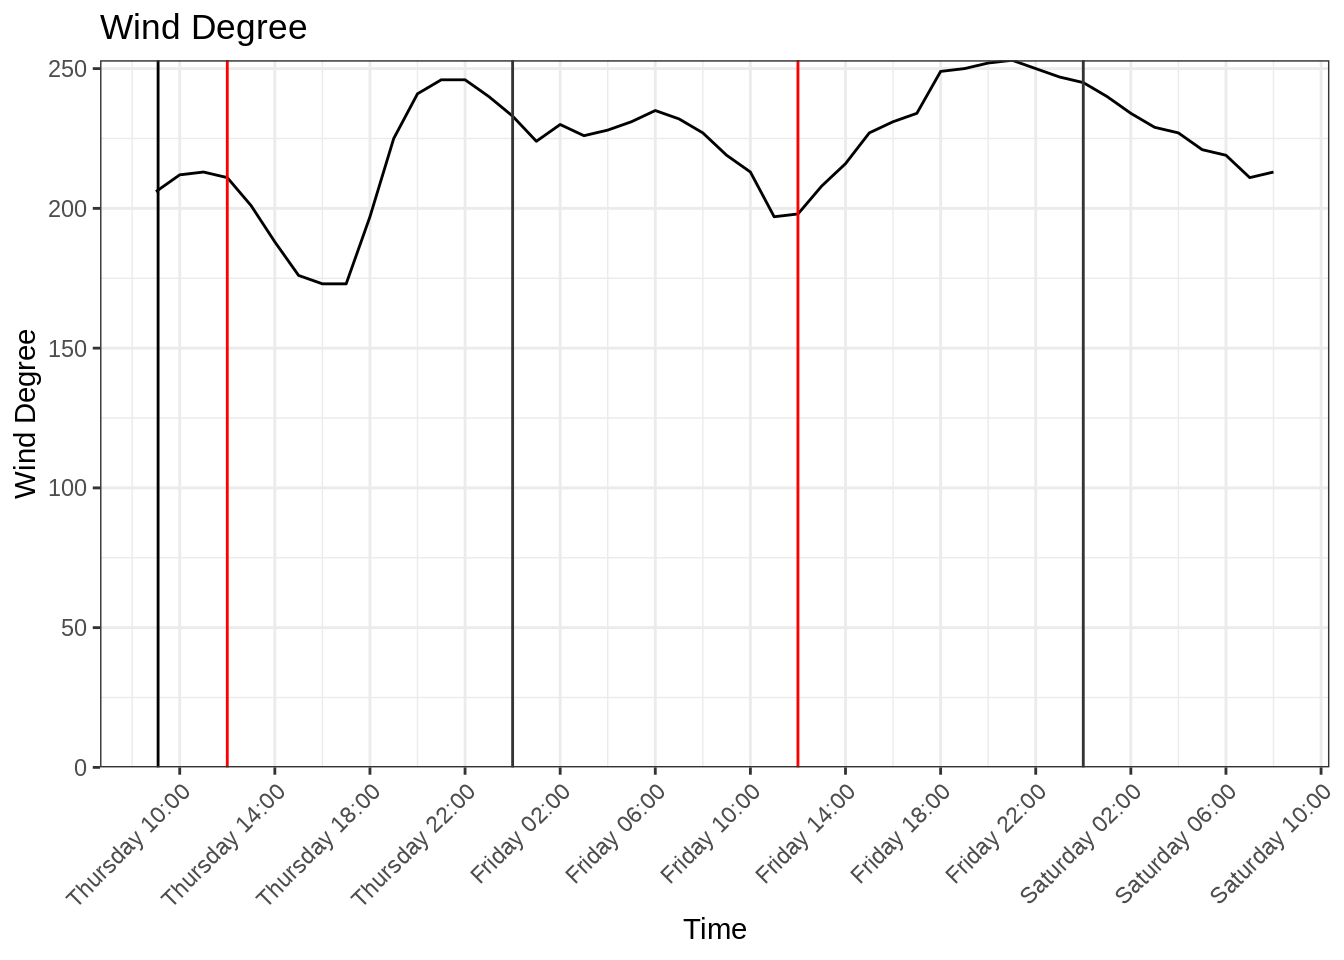 Wind Degree
Wind Degree
250
200
150
100
50
0
Thursday 10:00
Thursday 14:00
Thursday 18:00
Thursday 22:00
Friday 02:00
Friday 06:00
Friday 10:00
Friday 14:00
Friday 18:00
Friday 22:00
Saturday 02:00
Saturday 06:00
Saturday 10:00
Time